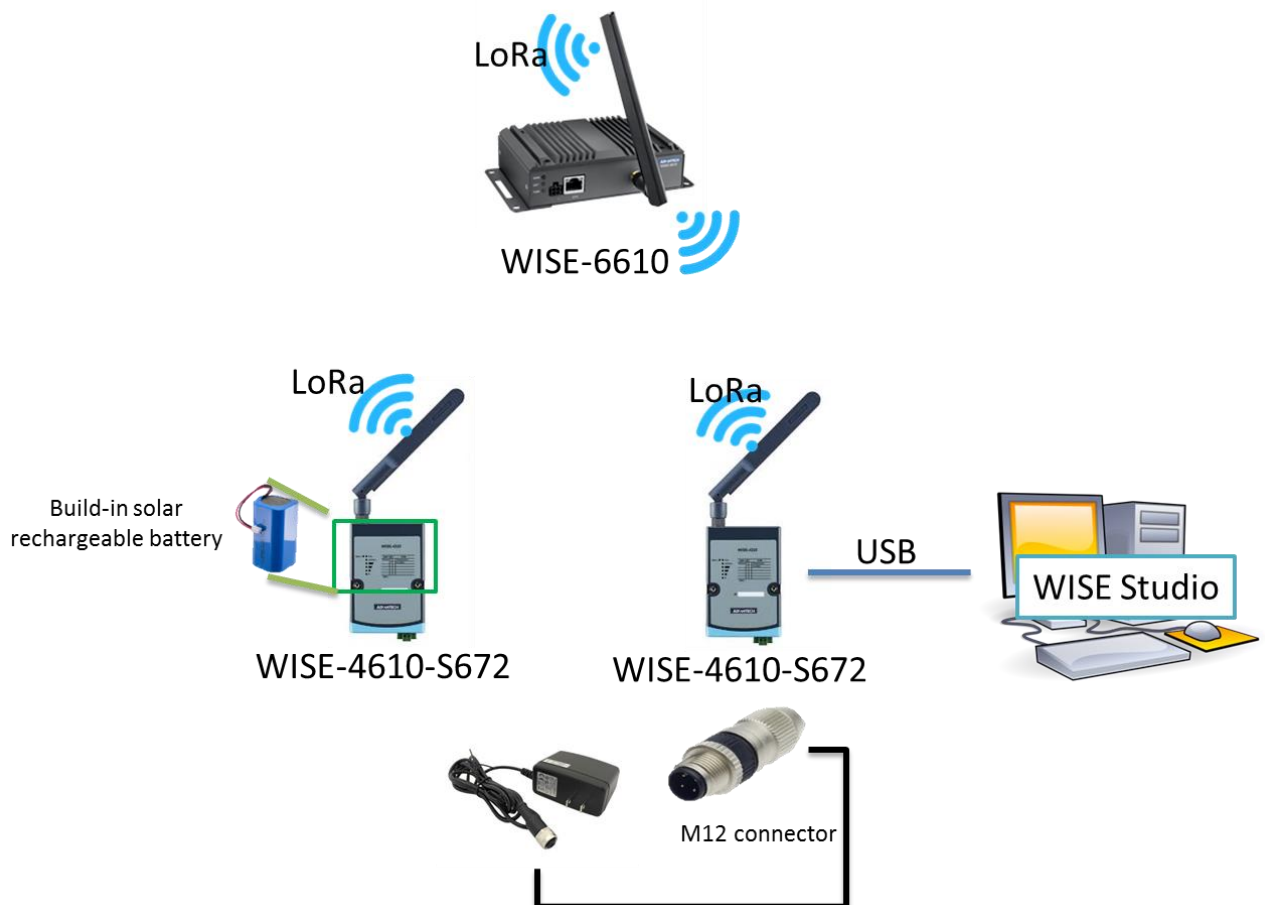 LoRa
WISE-6610
LoRa
LoRa
Build-in solar
rechargeable battery
USB
WISE Studio
WISE-4610-S672
WISE-4610-S672
M12 connector